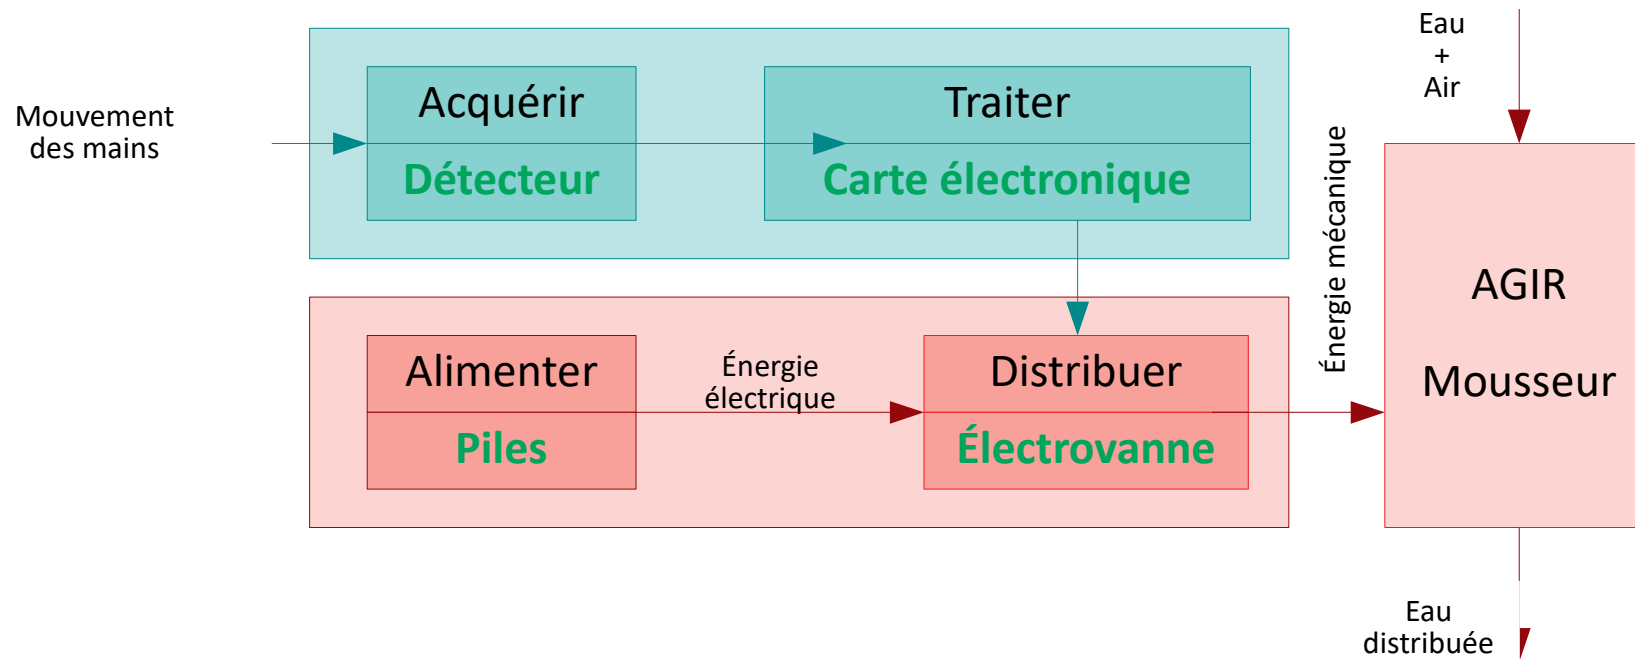 Mouvement
des mains
Acquérir
Détecteur
Traiter
Carte électronique
Eau
+
Air
Énergie mécanique
AGIR
Mousseur
Alimenter
Piles
Énergie
électrique
Distribuer
Électrovanne
Eau
distribuée